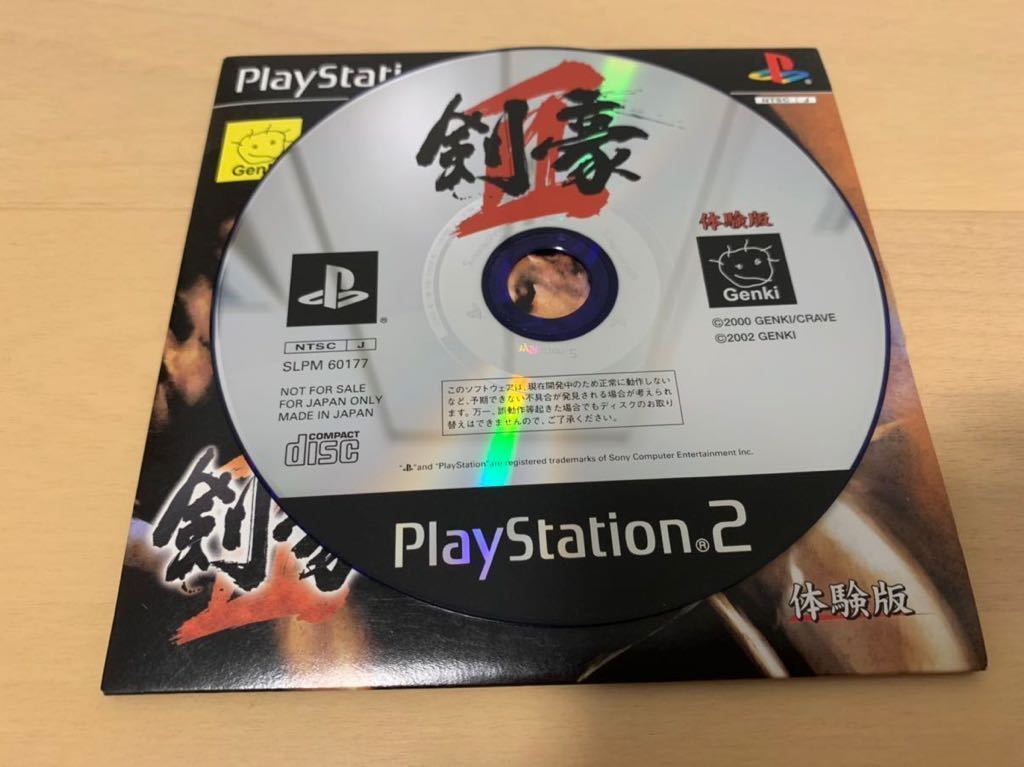 PlayStati
NTSC J
Gen
剣豪
II
体験版
Genki
©2000 GENKI/CRAVE
©2002 GENKI
®
NTSC J
SLPM 60177
NOT FOR SALE
FOR JAPAN ONLY
MADE IN JAPAN
COMPACT
disc
このソフトウェアは、現在開発中のため正常に動作しない
など、予期できない不具合が発見される場合が考えられ
ます。万一、誤動作等起きた場合でもディスクのお取り
替えはできませんので、ご了承ください。
" " and "PlayStation" are registered trademarks of Sony Computer Entertainment Inc.
PlayStation®2
剣豪
II
体験版